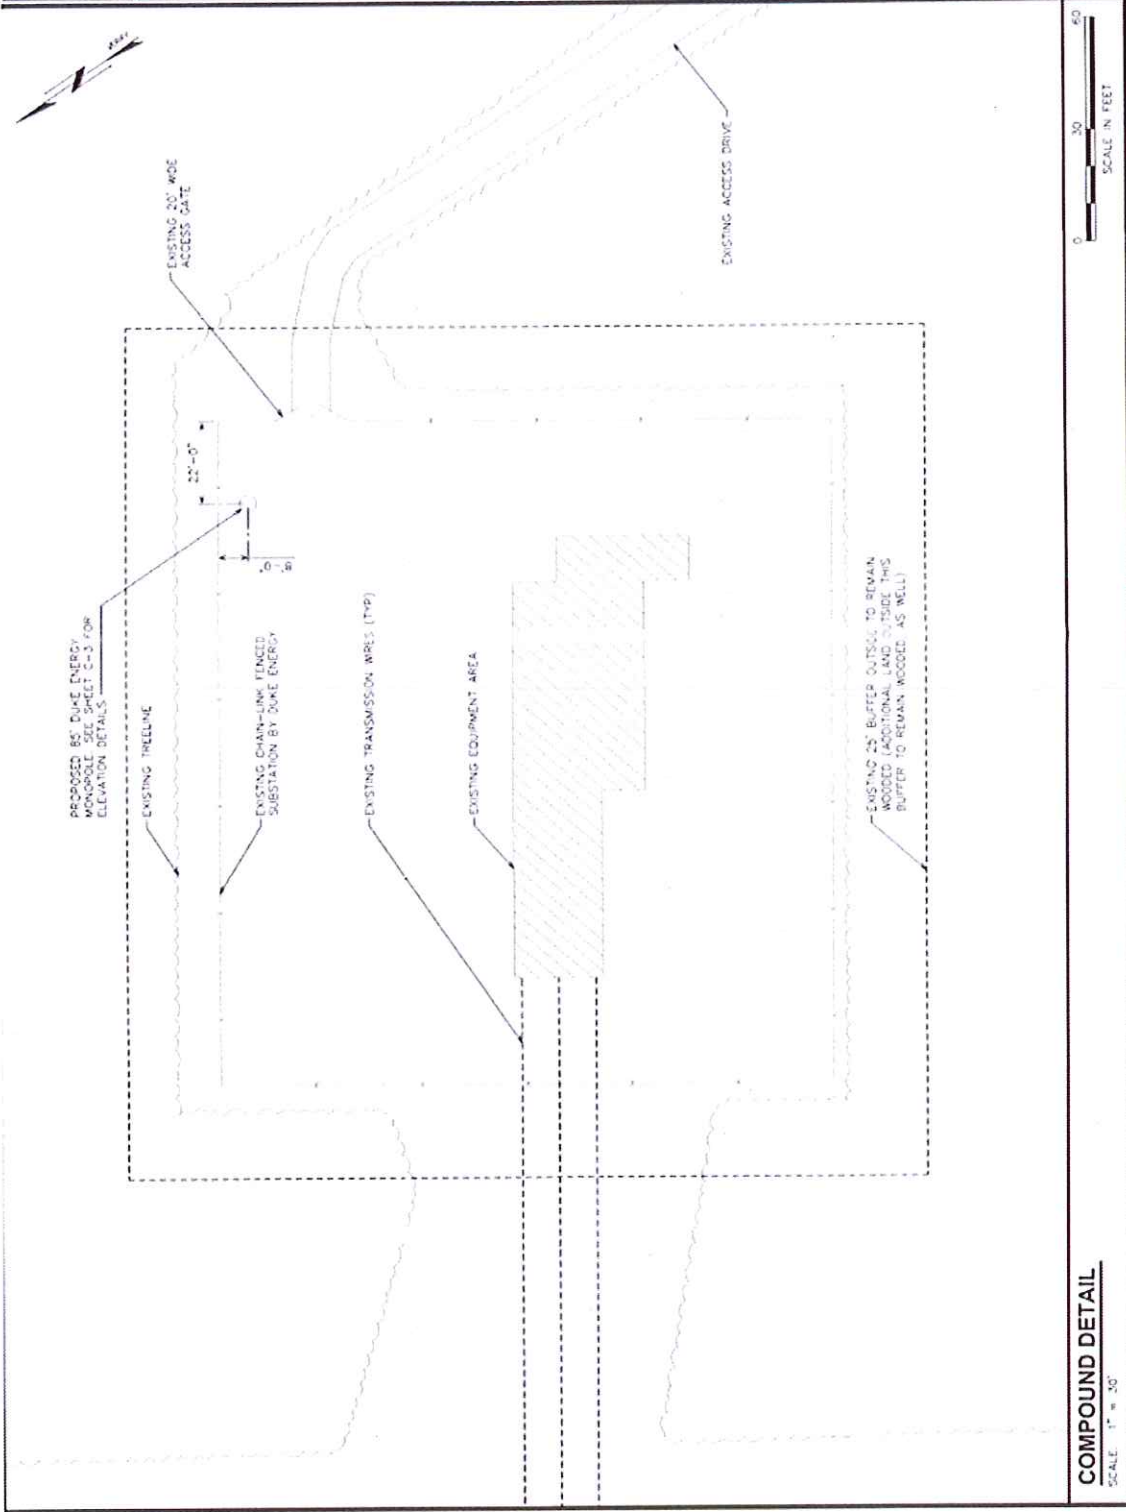 PROPOSED 85' DUKE ENERGY
MONOPOLE. SEE SHEET C-3 FOR
ELEVATION DETAILS
EXISTING TREELINE
EXISTING CHAIN-LINK FENCED
SUBSTATION BY DUKE ENERGY
EXISTING TRANSMISSION WIRES (TYP)
EXISTING EQUIPMENT AREA
EXISTING 25' BUFFER OUTSIDE TO REMAIN
WOODED (ADDITIONAL LAND OUTSIDE THIS
BUFFER TO REMAIN WOODED AS WELL)
22'-0"
8'-0"
EXISTING 20' WIDE
ACCESS GATE
EXISTING ACCESS DRIVE
COMPOUND DETAIL
SCALE 1" = 30'
0 30 60
SCALE IN FEET